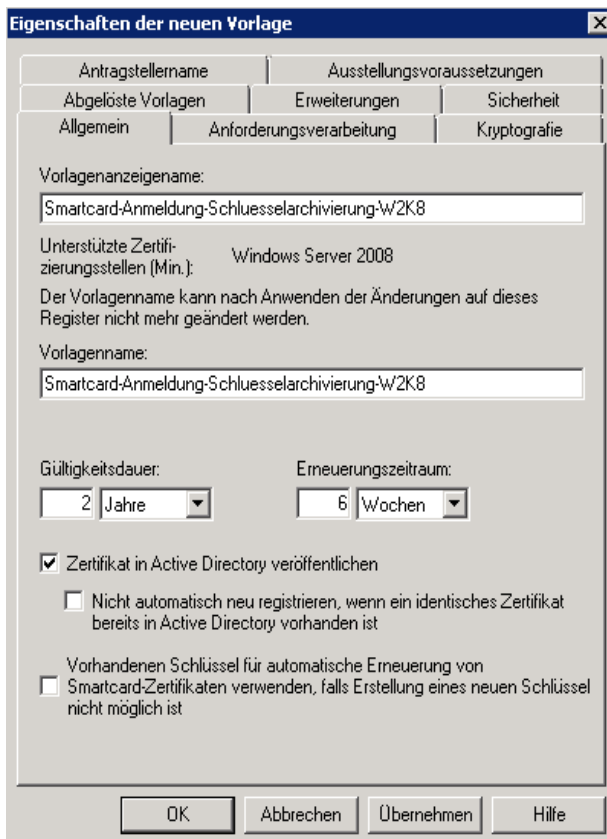 Eigenschaften der neuen Vorlage
Antragstellername
Ausstellungsvoraussetzungen
Abgelöste Vorlagen
Erweiterungen
Sicherheit
Allgemein
Anforderungsverarbeitung
Kryptografie
Vorlagenanzeigename:
Smartcard-Anmeldung-Schluesselarchivierung-W2K8
Unterstützte Zertifi-
zierungsstellen (Min.):
Windows Server 2008
Der Vorlagenname kann nach Anwenden der Änderungen auf dieses
Register nicht mehr geändert werden.
Vorlagenname:
Smartcard-Anmeldung-Schluesselarchivierung-W2K8
Gültigkeitsdauer:
Erneuerungszeitraum:
2 Jahre
6 Wochen
Zertifikat in Active Directory veröffentlichen
Nicht automatisch neu registrieren, wenn ein identisches Zertifikat
bereits in Active Directory vorhanden ist
Vorhandenen Schlüssel für automatische Erneuerung von
Smartcard-Zertifikaten verwenden, falls Erstellung eines neuen Schlüssel
nicht möglich ist
OK
Abbrechen
Übernehmen
Hilfe